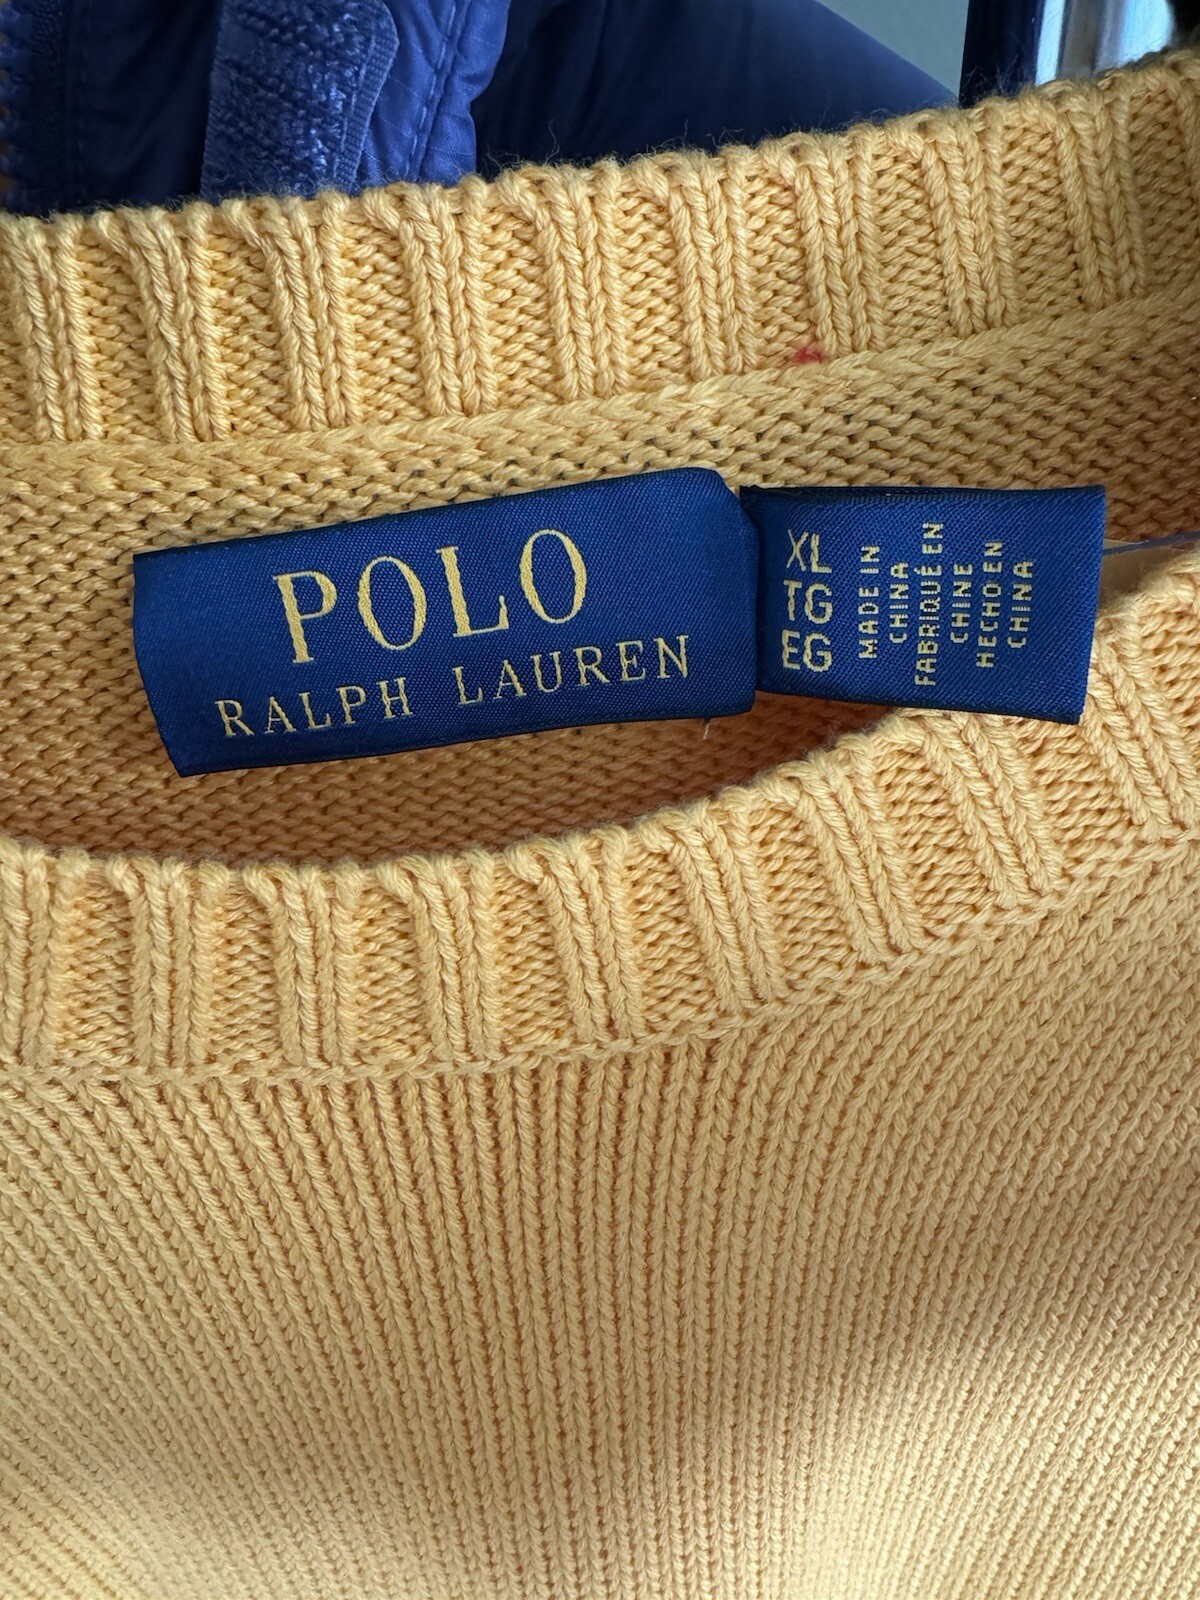 POLO
RALPH LAUREN
XL
TG
EG
MADE IN
CHINA
FABRIQUÉ EN
CHINE
HECHO EN
CHINA